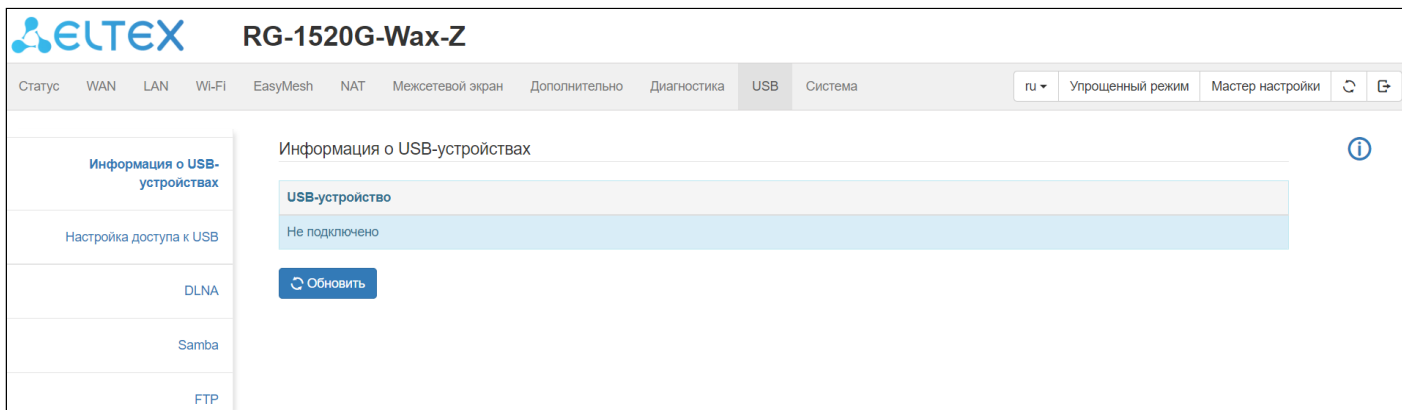 ELTEX RG-1520G-Wax-Z
Статус WAN LAN Wi-Fi EasyMesh NAT Межсетевой экран Дополнительно Диагностика USB Система ru Упрощенный режим Мастер настройки
Информация о USB-
устройствах
Настройка доступа к USB
DLNA
Samba
FTP
Информация о USB-устройствах
USB-устройство
Не подключено
Обновить